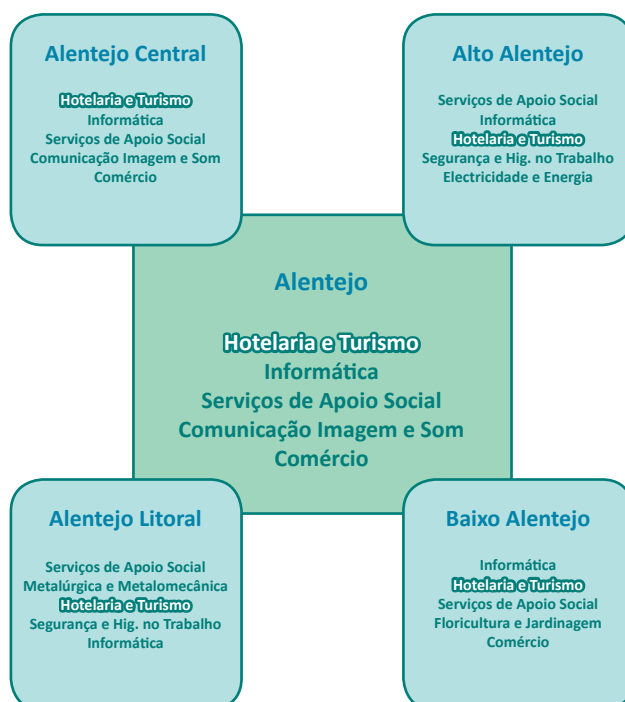 Alentejo Central
Hotelaria e Turismo
Informática
Serviços de Apoio Social
Comunicação Imagem e Som
Comércio
Alto Alentejo
Serviços de Apoio Social
Informática
Hotelaria e Turismo
Segurança e Hig. no Trabalho
Electricidade e Energia
Alentejo
Hotelaria e Turismo
Informática
Serviços de Apoio Social
Comunicação Imagem e Som
Comércio
Alentejo Litoral
Serviços de Apoio Social
Metalúrgica e Metalomecânica
Hotelaria e Turismo
Segurança e Hig. no Trabalho
Informática
Baixo Alentejo
Informática
Hotelaria e Turismo
Serviços de Apoio Social
Floricultura e Jardinagem
Comércio